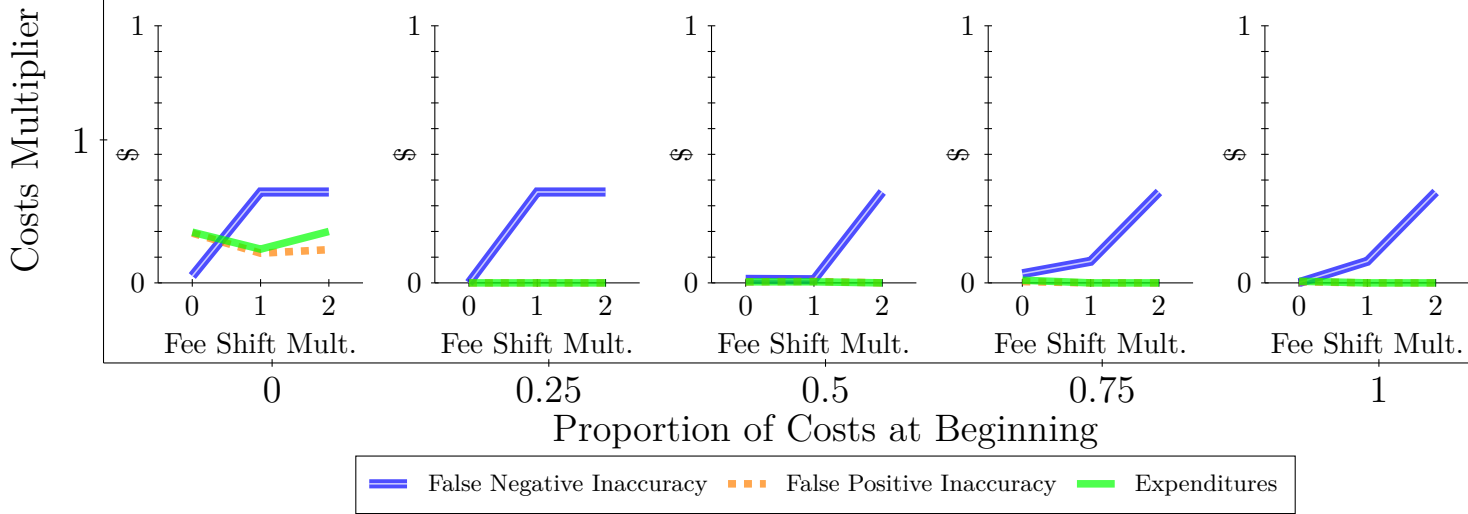 Costs Multiplier
1
1 1 1 1 1
$ $ $ $ $
0 0 0 0 0
0 1 2 0 1 2 0 1 2 0 1 2 0 1 2
Fee Shift Mult. Fee Shift Mult. Fee Shift Mult. Fee Shift Mult. Fee Shift Mult.
0 0.25 0.5 0.75 1
Proportion of Costs at Beginning
False Negative Inaccuracy False Positive Inaccuracy Expenditures